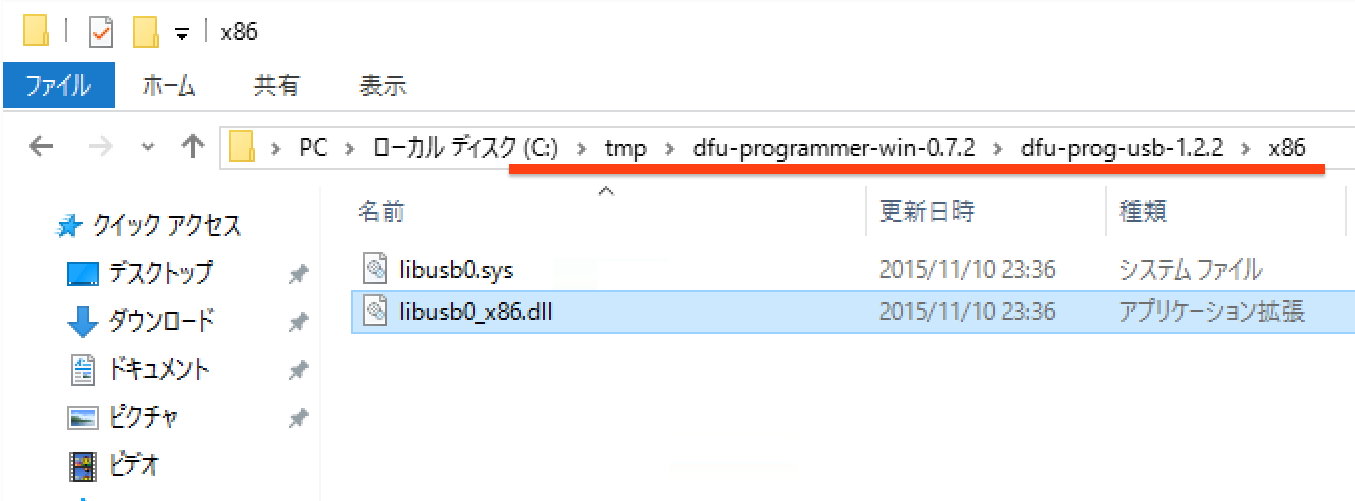 x86
ファイル ホーム 共有 表示
PC ローカル ディスク (C:) tmp dfu-programmer-win-0.7.2 dfu-prog-usb-1.2.2 x86
名前 更新日時 種類
クイック アクセス
デスクトップ
ダウンロード
ドキュメント
ピクチャ
ビデオ
libusb0.sys 2015/11/10 23:36 システム ファイル
libusb0_x86.dll 2015/11/10 23:36 アプリケーション拡張